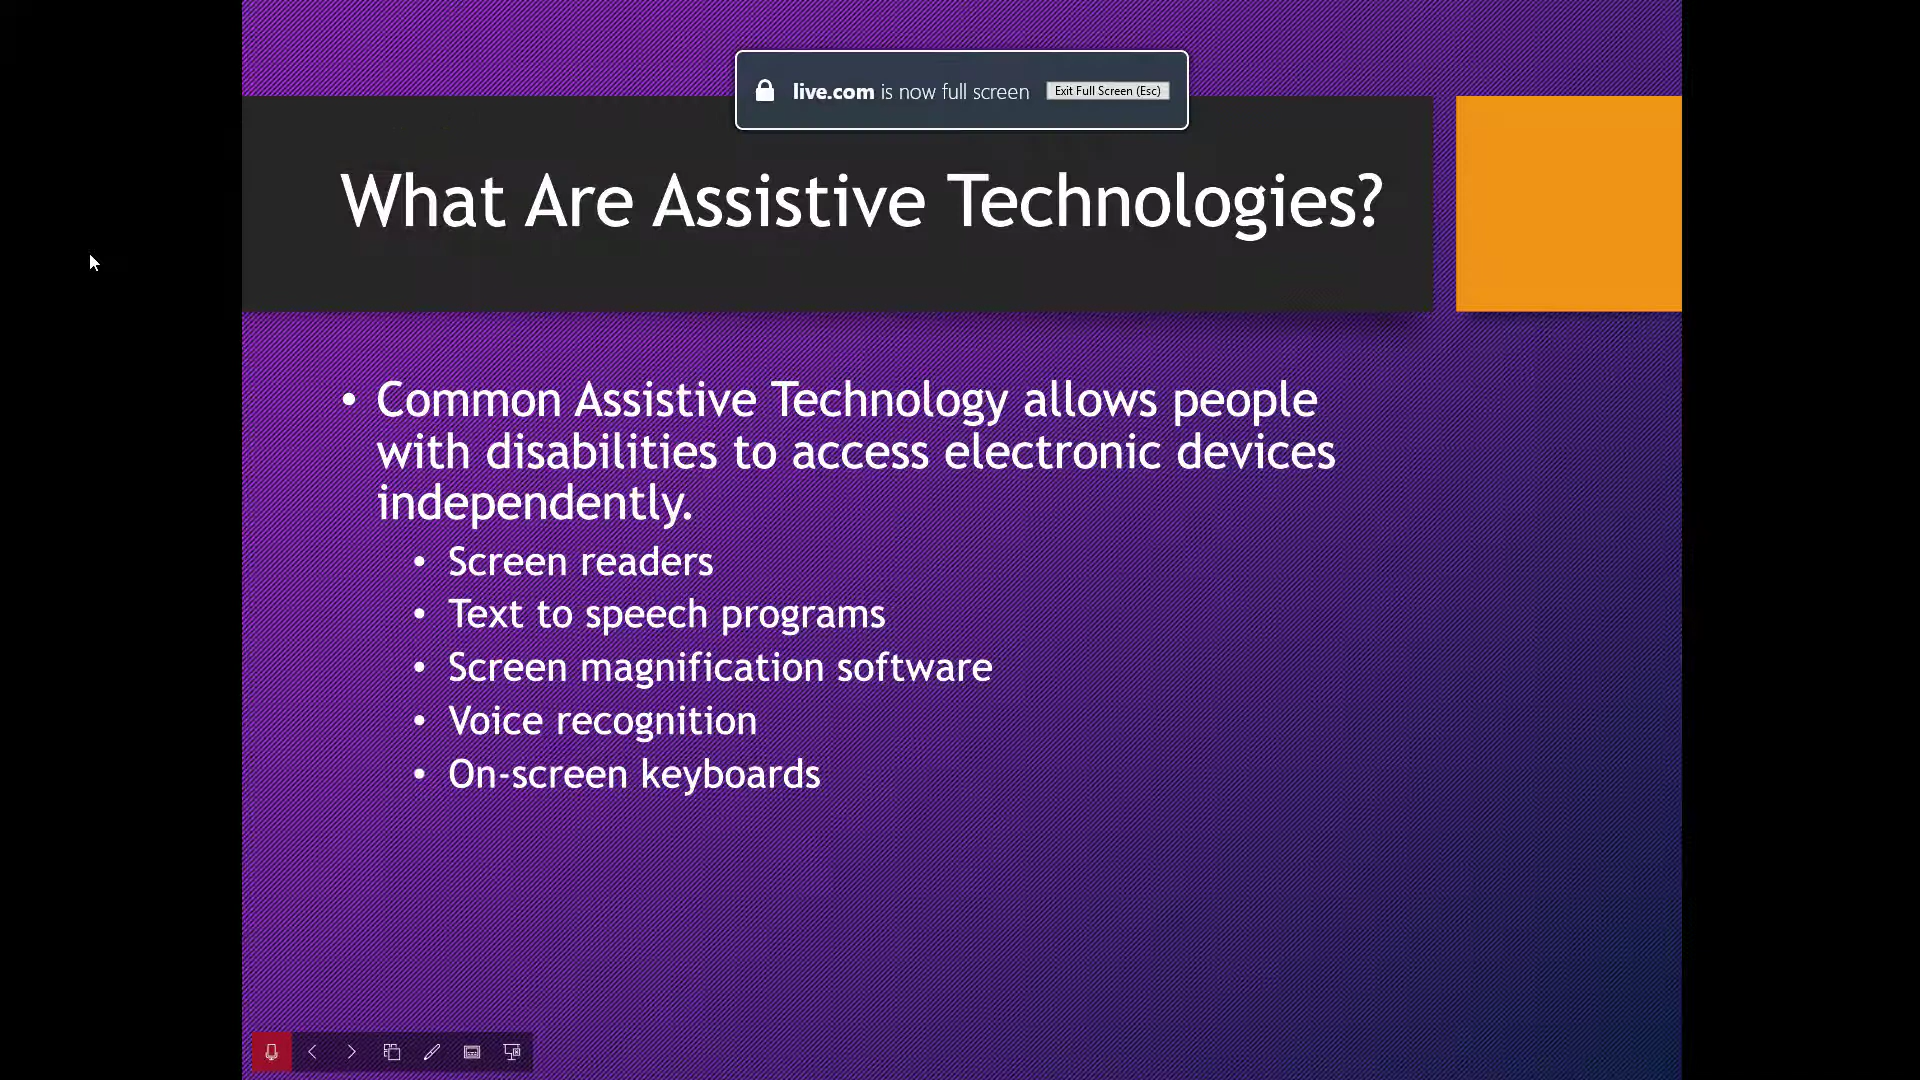 live.com is now full screen Exit Full Screen (Esc)
What Are Assistive Technologies?
• Common Assistive Technology allows people
with disabilities to access electronic devices
independently.
• Screen readers
• Text to speech programs
• Screen magnification software
• Voice recognition
• On-screen keyboards